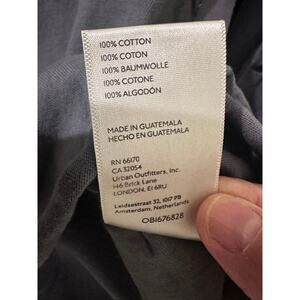 100% COTTON
100% COTON
100% BAUMWOLLE
100% COTONE
100% ALGODÓN
MADE IN GUATEMALA
HECHO EN GUATEMALA
RN 66170
CA 32054
Urban Outfitters, Inc.
146 Brick Lane
LONDON, E1 6RU
Leidsestraat 32, 1017 PB
Amsterdam, Netherlands
OB1676828